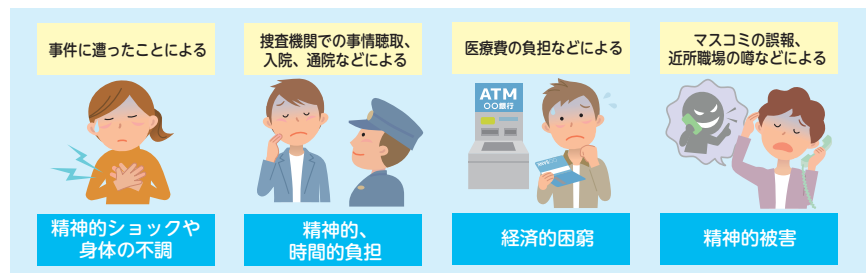 事件に遭ったことによる
精神的ショックや
身体の不調
捜査機関での事情聴取、
入院、通院などによる
精神的、
時間的負担
医療費の負担などによる
ATM
〇〇銀行
経済的困窮
マスコミの誤報、
近所職場の噂などによる
精神的被害